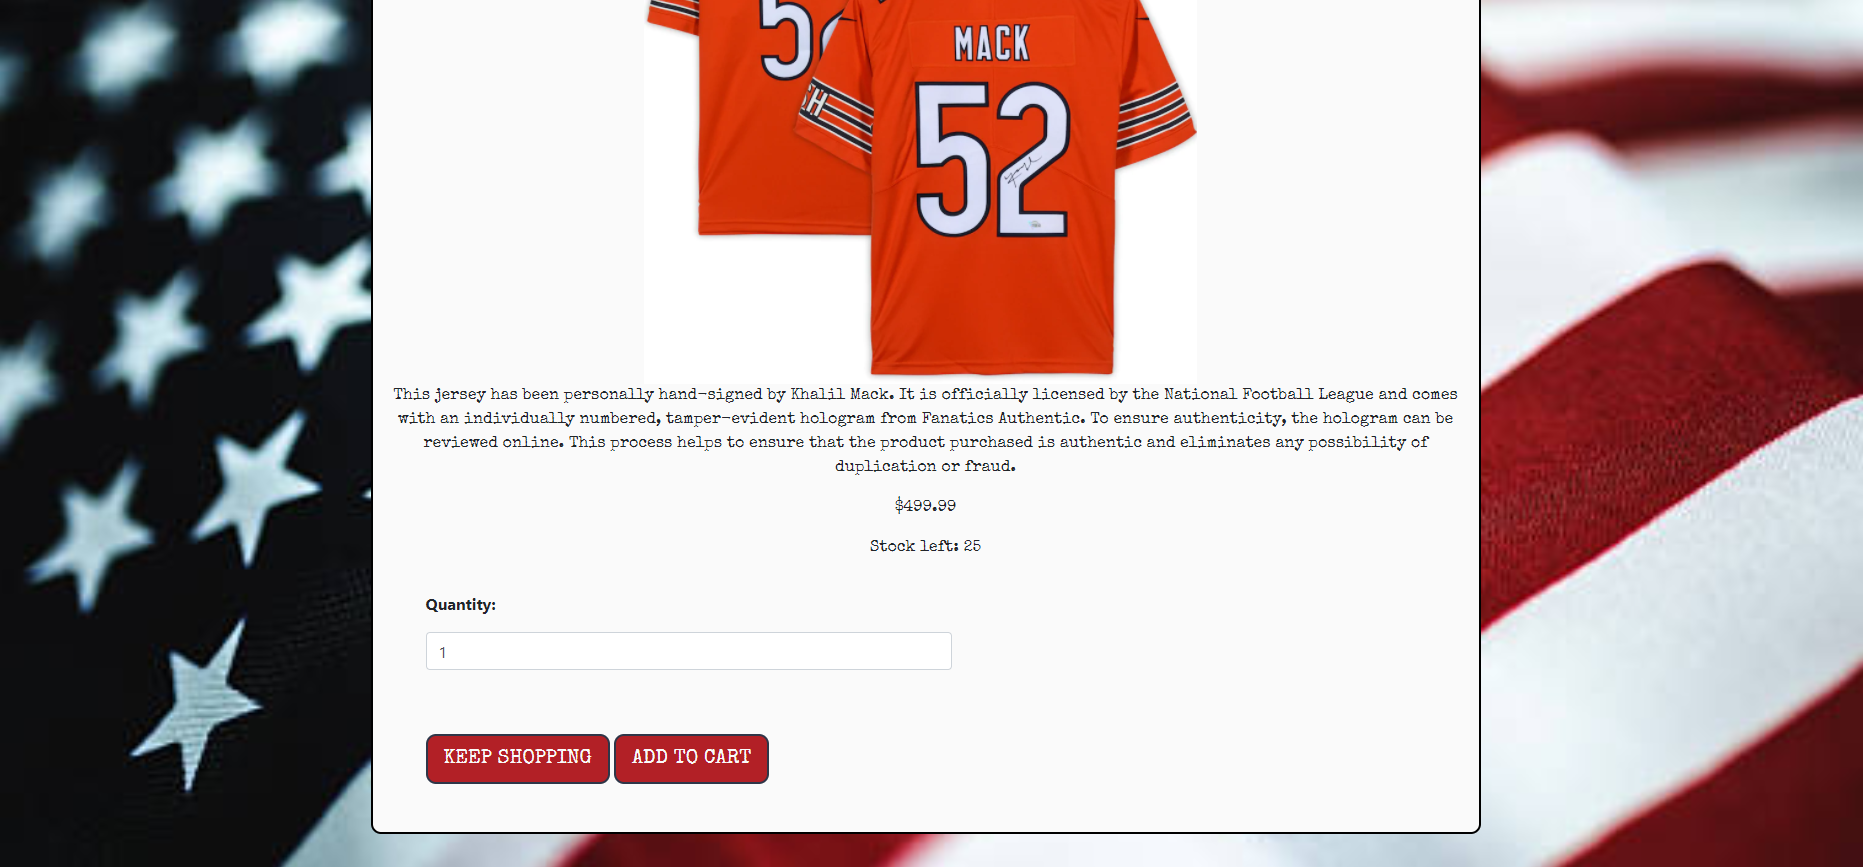 MACK
52
This jersey has been personally hand-signed by Khalil Mack. It is officially licensed by the National Football League and comes
with an individually numbered, tamper-evident hologram from Fanatics Authentic. To ensure authenticity, the hologram can be
reviewed online. This process helps to ensure that the product purchased is authentic and eliminates any possibility of
duplication or fraud.
$499.99
Stock left: 25
Quantity:
1
KEEP SHOPPING ADD TO CART